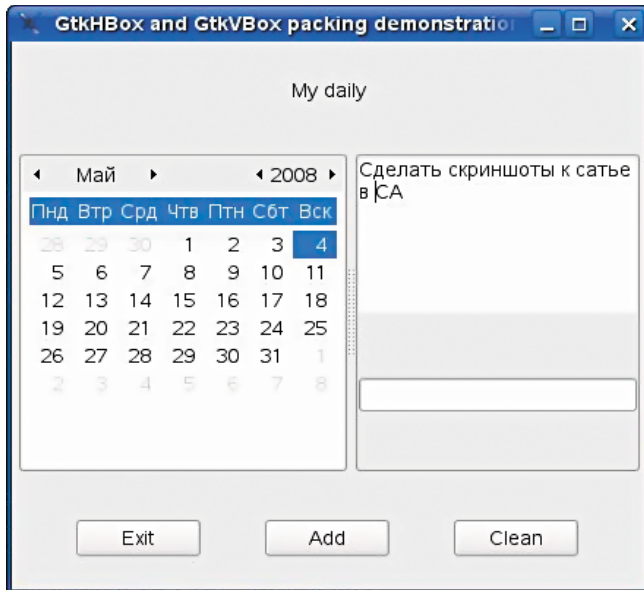 GtkHBox and GtkVBox packing demonstration
My daily
Май 2008
Пнд Втр Срд Чтв Птн Сбт Вск
28 29 30 1 2 3 4
5 6 7 8 9 10 11
12 13 14 15 16 17 18
19 20 21 22 23 24 25
26 27 28 29 30 31 1
2 3 4 5 6 7 8
Сделать скриншоты к сатье
в СА
Exit Add Clean